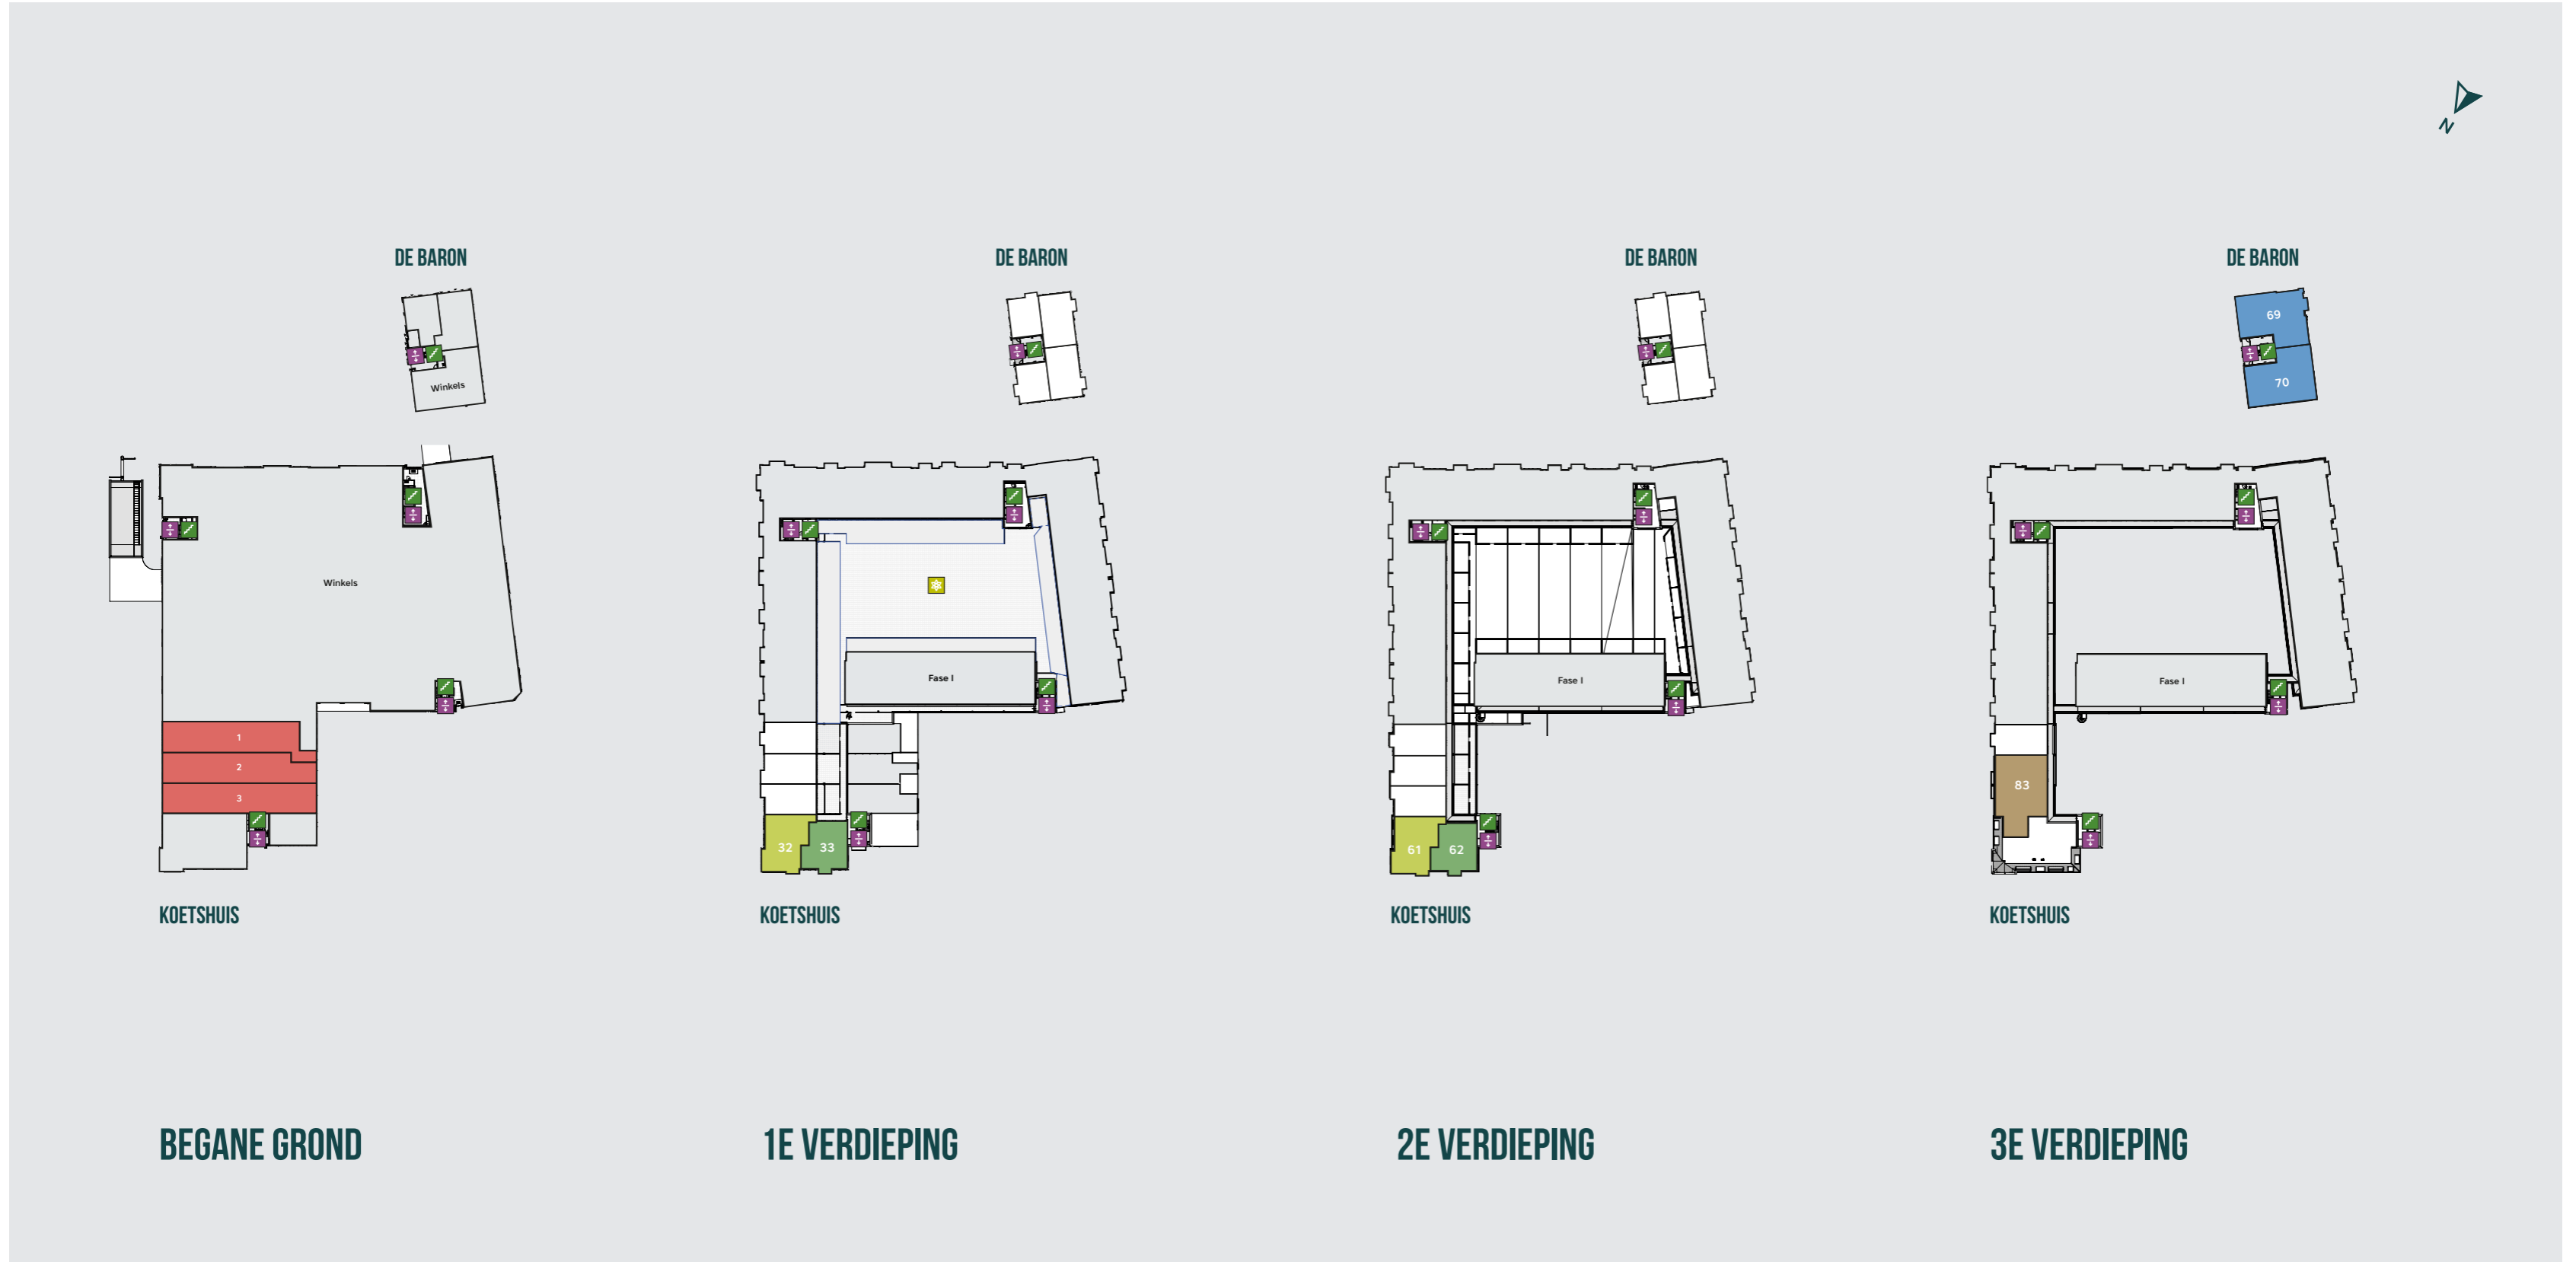 N
DE BARON
DE BARON
DE BARON
DE BARON
Winkels
69
70
Winkels
1
2
3
Fase I
32
33
Fase I
61
62
Fase I
83
KOETSHUIS
KOETSHUIS
KOETSHUIS
KOETSHUIS
BEGANE GROND
1E VERDIEPING
2E VERDIEPING
3E VERDIEPING